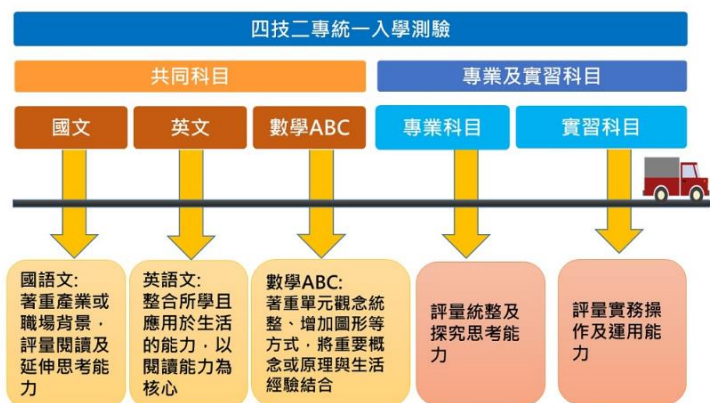 四技二專統一入學測驗
共同科目
專業及實習科目
國文
英文
數學ABC
專業科目
實習科目
國語文:
著重產業或
職場背景，
評量閱讀及
延伸思考能
力
英語文:
整合所學且
應用於生活
的能力，以
閱讀能力為
核心
數學ABC:
著重單元觀念統
整、增加圖形等
方式，將重要概
念或原理與生活
經驗結合
評量統整及
探究思考能
力
評量實務操
作及運用能
力